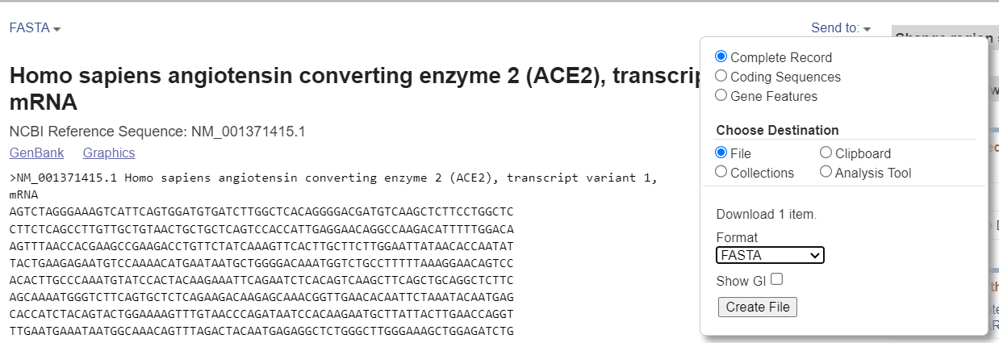 FASTA
Send to:
Homo sapiens angiotensin converting enzyme 2 (ACE2), transcrip
mRNA
NCBI Reference Sequence: NM_001371415.1
GenBank Graphics
>NM_001371415.1 Homo sapiens angiotensin converting enzyme 2 (ACE2), transcript variant 1,
mRNA
AGTCTAGGGAAAGTCATTCAGTGGATGTGATCTTGGCTCACAGGGGACGATGTCAAGCTCTTCCTGGCTC
CTTCTCAGCCTTGTTGCTGTAACTGCTGCTCAGTCCACCATTGAGGAACAGGCCAAGACATTTTTGGACA
AGTTTAACCACGAAGCCGAAGACCTGTTCTATCAAAGTTCACTTGCTTCTTGGAATTATAACACCAATAT
TACTGAAGAGAATGTCCAAAACATGAATAATGCTGGGGACAAATGGTCTGCCTTTTTAAAGGAACAGTCC
ACACTTGCCCAAATGTATCCACTACAAGAAATTCAGAATCTCACAGTCAAGCTTCAGCTGCAGGCTCTTC
AGCAAAATGGGTCTTCAGTGCTCTCAGAAGACAAGAGCAAACGGTTGAACACAATTCTAAATACAATGAG
CACCATCTACAGTACTGGAAAAGTTTGTAACCCAGATAATCCACAAGAATGCTTATTACTTGAACCAGGT
TTGAATGAAATAATGGCAAACAGTTTAGACTACAATGAGAGGCTCTGGGCTTGGGAAAGCTGGAGATCTG
Complete Record
Coding Sequences
Gene Features
Choose Destination
File Clipboard
Collections Analysis Tool
Download 1 item.
Format
FASTA
Show GI
Create File